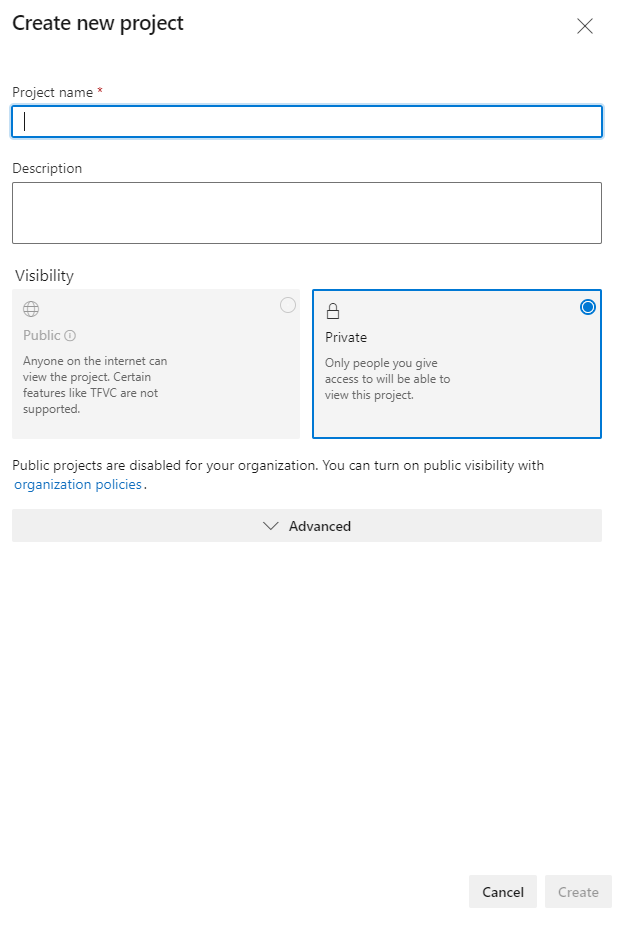 Create new project
Project name *
Description
Visibility
Public
Anyone on the internet can
view the project. Certain
features like TFVC are not
supported.
Private
Only people you give
access to will be able to
view this project.
Public projects are disabled for your organization. You can turn on public visibility with
organization policies.
Advanced
Cancel
Create